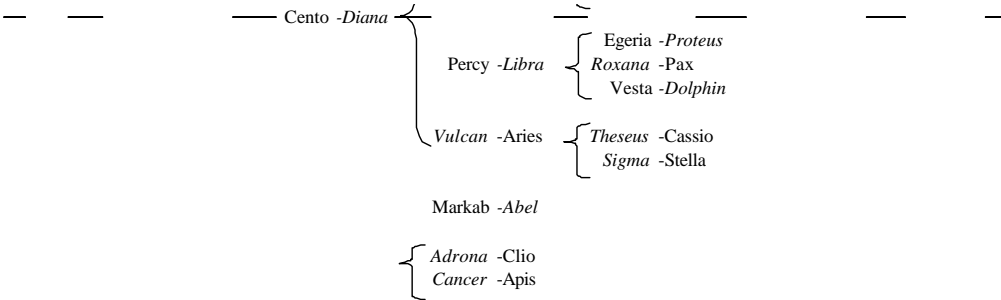 Cento -Diana
Egeria -Proteus
Percy -Libra
Roxana -Pax
Vesta -Dolphin
Vulcan -Aries
Theseus -Cassio
Sigma -Stella
Markab -Abel
Adrona -Clio
Cancer -Apis